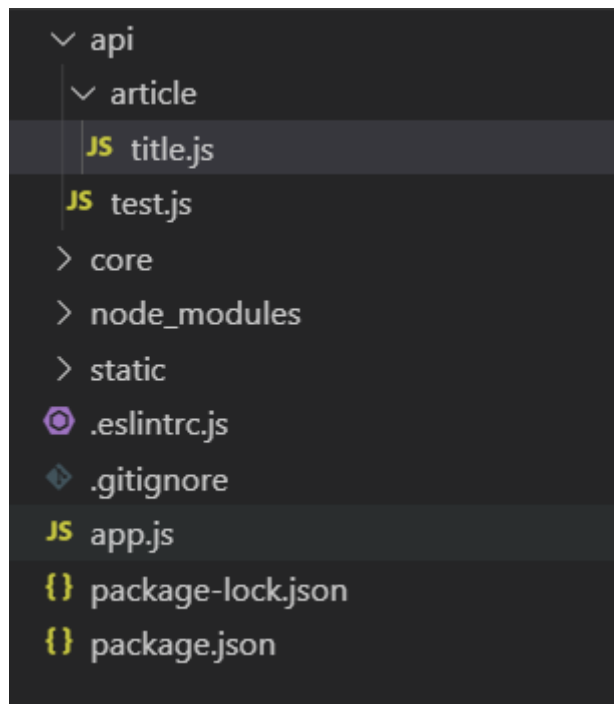 api
article
JS title.js
JS test.js
core
node_modules
static
.eslintrc.js
.gitignore
JS app.js
{} package-lock.json
{} package.json